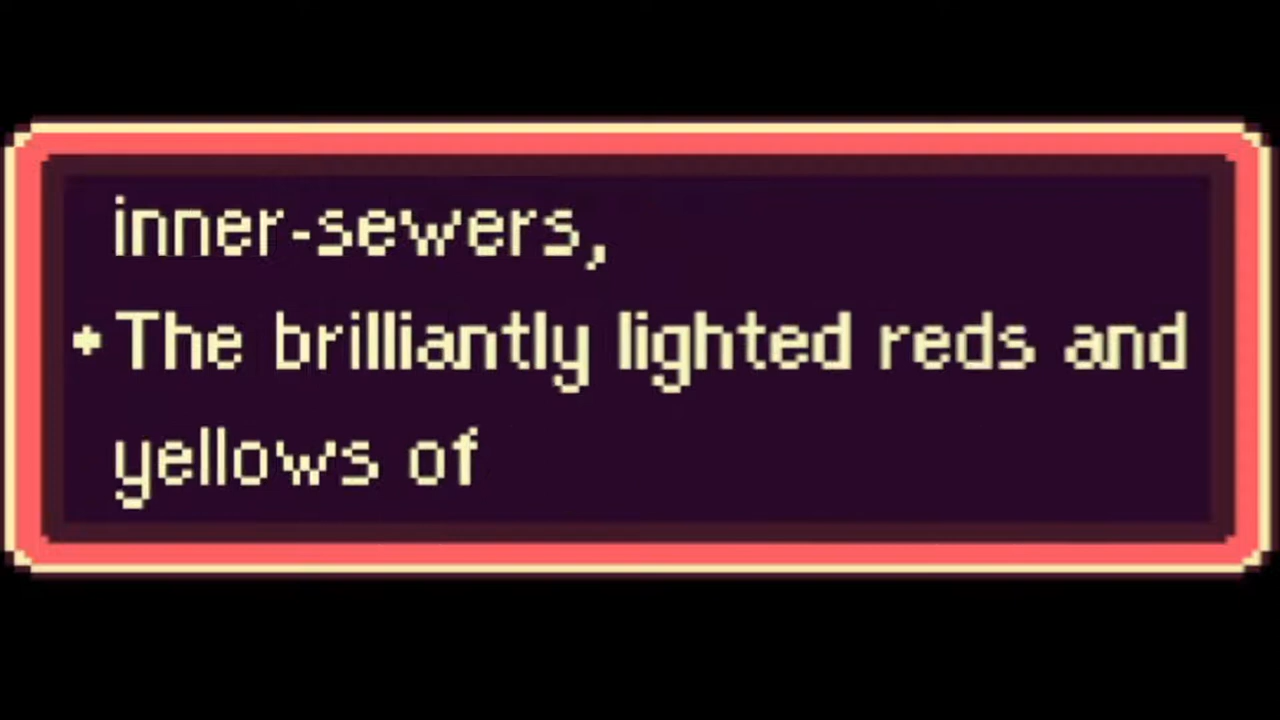 inner-sewers,
•The brilliantly lighted reds and
yellows of